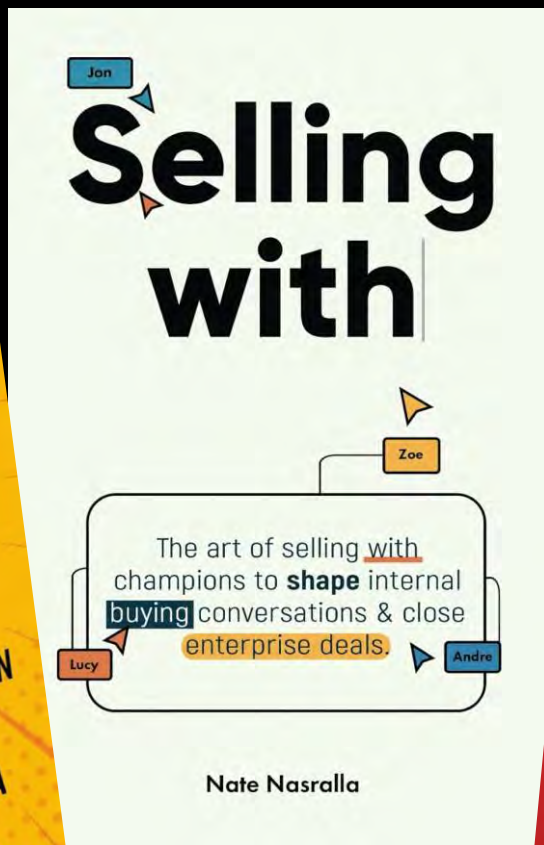 Jon
Selling
with
Zoe
The art of selling with
champions to shape internal
buying conversations & close
enterprise deals.
Lucy
Andre
Nate Nasralla